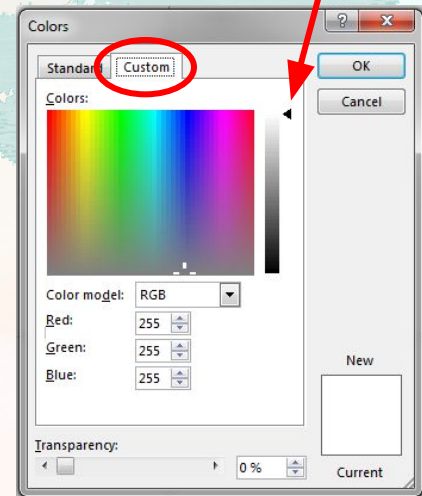 Colors
Standard Custom
OK
Cancel
Colors:
Color model: RGB
Red: 255
Green: 255
Blue: 255
New
Transparency:
0 %
Current